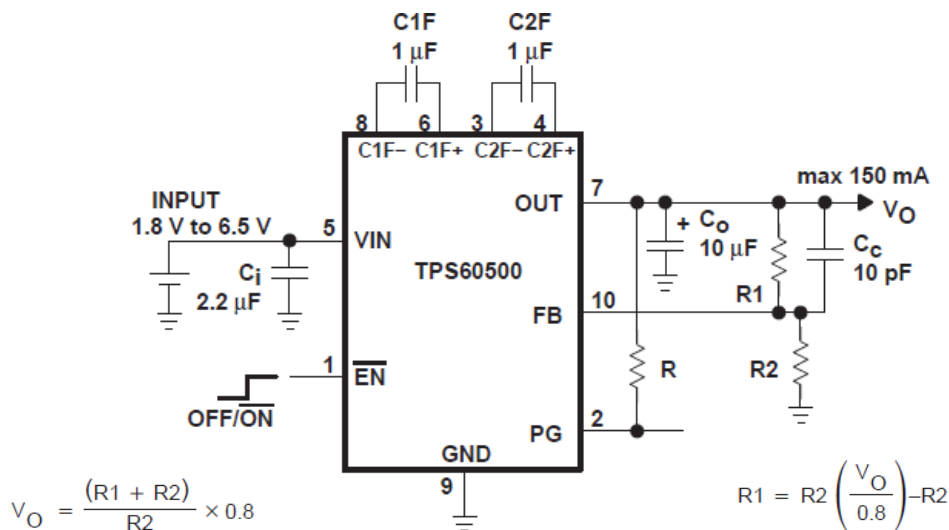 C1F
1 μF
C2F
1 μF
8
6
3
4
C1F–
C1F+
C2F–
C2F+
INPUT
1.8 V to 6.5 V
5
VIN
Ci
2.2 μF
TPS60500
OUT
7
max 150 mA
VO
+
Co
10 μF
Cc
10 pF
R1
FB
10
R
R2
1
EN
OFF/ON
PG
2
GND
9
VO = (R1 + R2) / R2 × 0.8
R1 = R2 (VO / 0.8) –R2